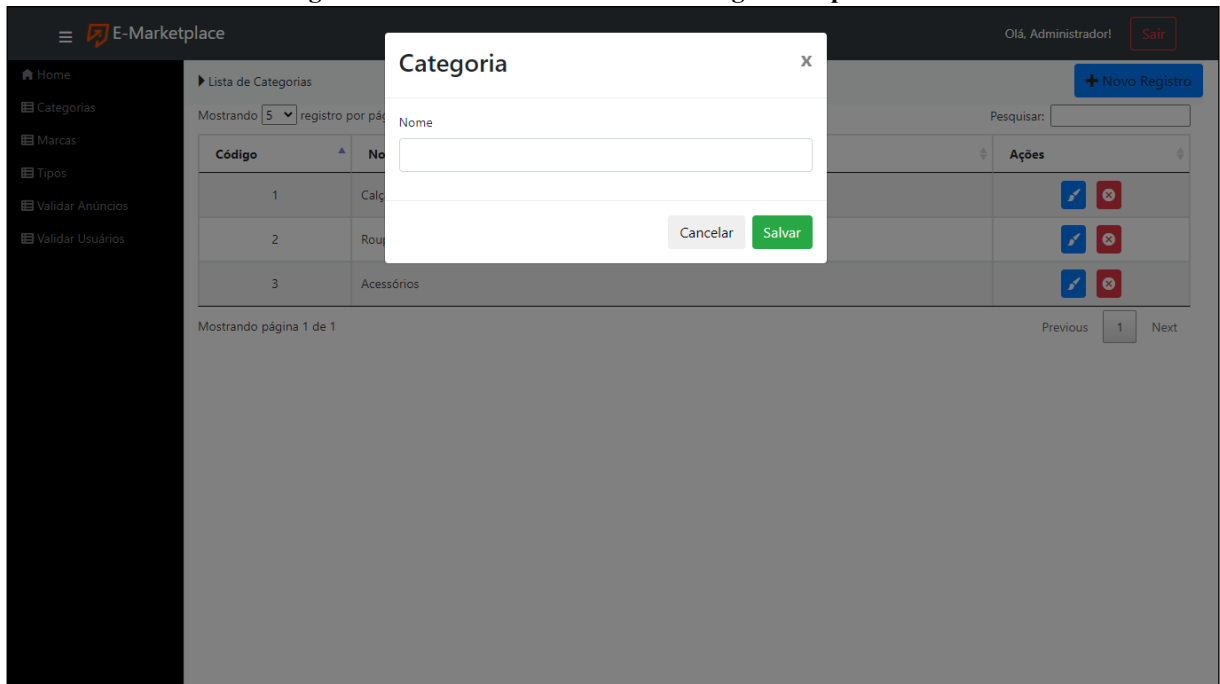 E-Marketplace
Olá, Administrador!
Sair
Home
Categorias
Marcas
Tipos
Validar Anúncios
Validar Usuários
Lista de Categorias
Novo Registro
Mostrando 5 registro por
Pesquisar:
Código
Ações
1
2
3 Acessórios
Mostrando página 1 de 1
Previous 1 Next
Categoria
x
Nome
Cancelar
Salvar